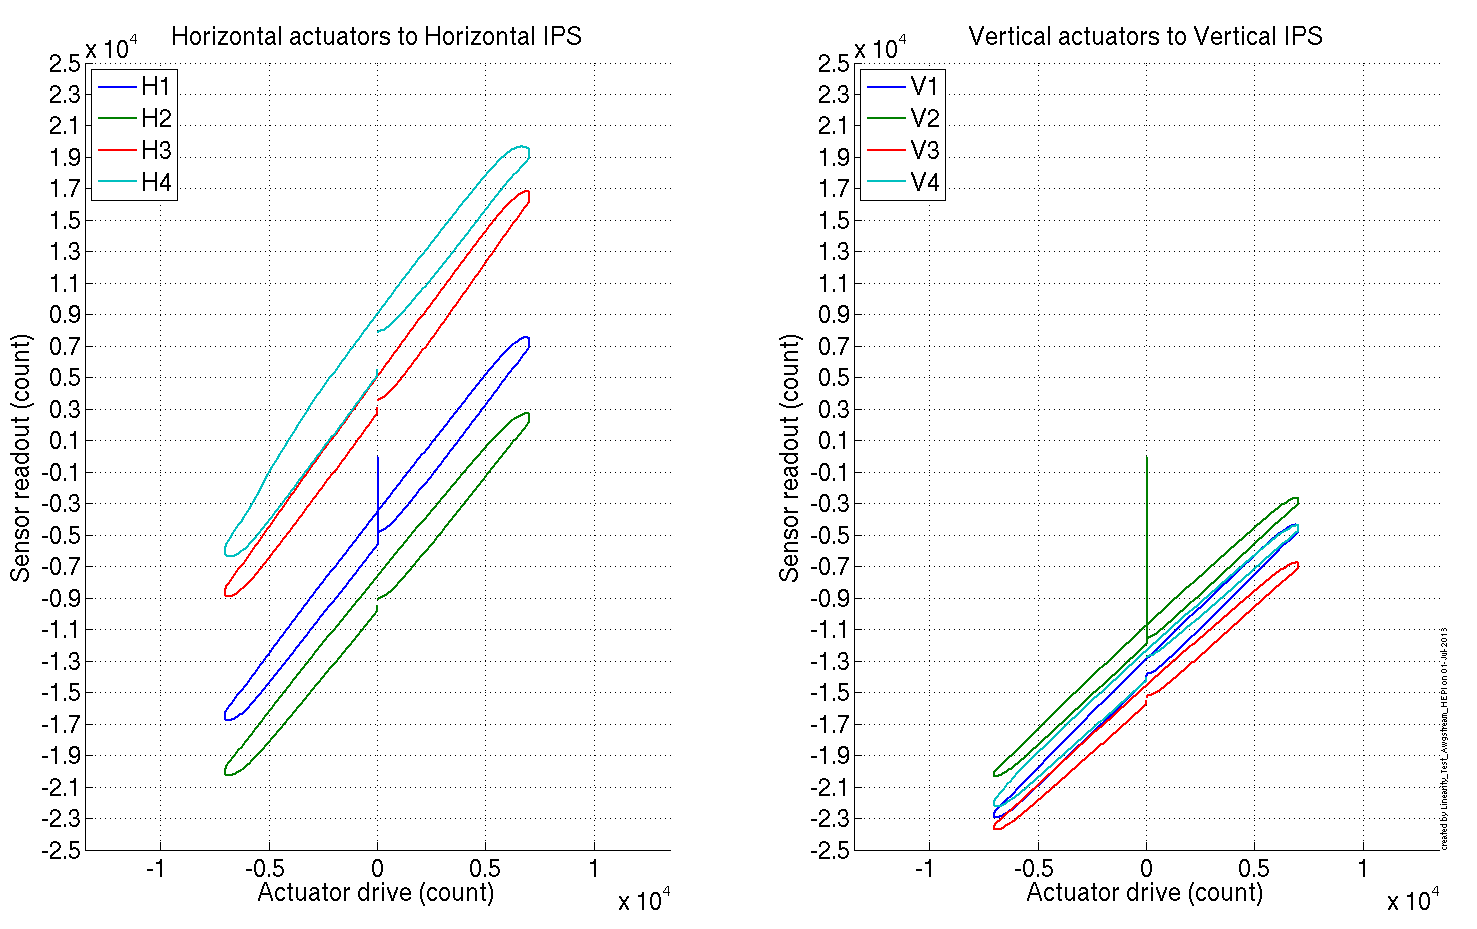 Horizontal actuators to Horizontal IPS
x 10^4
2.5
2.3
2.1
1.9
1.7
1.5
1.3
1.1
0.9
0.7
0.5
0.3
0.1
-0.1
-0.3
-0.5
-0.7
-0.9
-1.1
-1.3
-1.5
-1.7
-1.9
-2.1
-2.3
-2.5
H1
H2
H3
H4
Sensor readout (count)
-1 -0.5 0 0.5 1
Actuator drive (count)
x 10^4
Vertical actuators to Vertical IPS
x 10^4
2.5
2.3
2.1
1.9
1.7
1.5
1.3
1.1
0.9
0.7
0.5
0.3
0.1
-0.1
-0.3
-0.5
-0.7
-0.9
-1.1
-1.3
-1.5
-1.7
-1.9
-2.1
-2.3
-2.5
V1
V2
V3
V4
Sensor readout (count)
-1 -0.5 0 0.5 1
Actuator drive (count)
x 10^4
created by Linearity_Test_Awgstream_HEPI on 01-Jul-2013